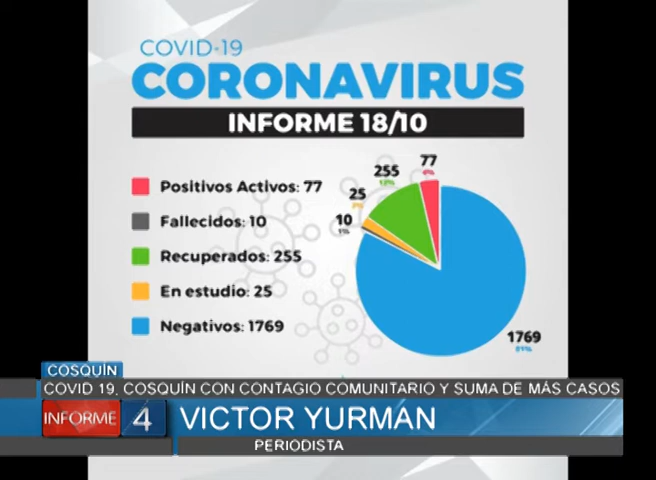 COVID-19
CORONAVIRUS
INFORME 18/10
Positivos Activos: 77
Fallecidos: 10
Recuperados: 255
En estudio: 25
Negativos: 1769
77
255
25
10
1769
COSQUÍN
COVID 19, COSQUÍN CON CONTAGIO COMUNITARIO Y SUMA DE MÁS CASOS
INFORME 4
VICTOR YURMAN
PERIODISTA